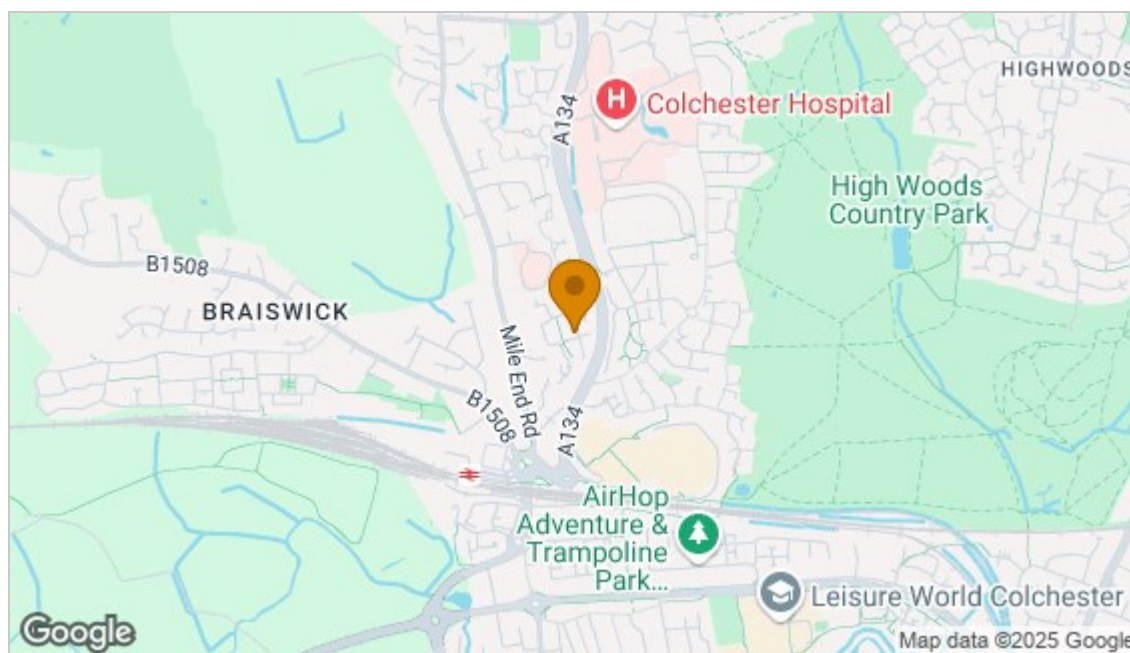 A134
H
Colchester Hospital
HIGHWOODS
High Woods
Country Park
B1508
BRAISWICK
Mile End Rd
B1508
A134
AirHop
Adventure &
Trampoline
Park...
Leisure World Colchester
Google
Map data ©2025 Google